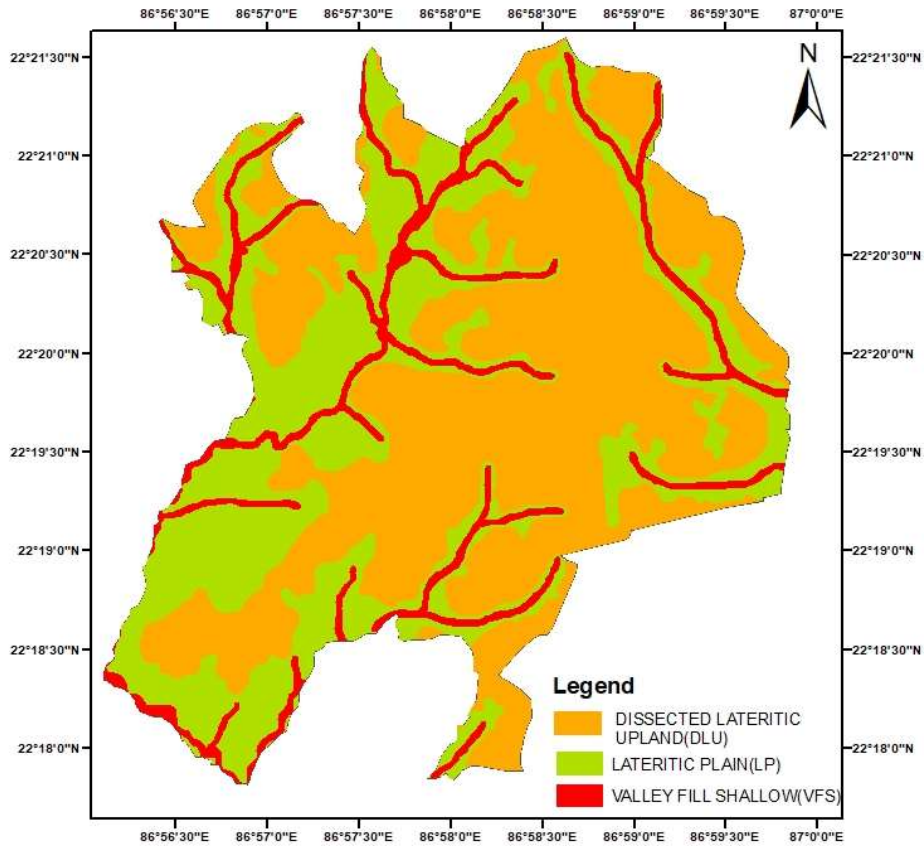 86°56'30"E 86°57'0"E 86°57'30"E 86°58'0"E 86°58'30"E 86°59'0"E 86°59'30"E 87°0'0"E
N
22°21'30"N 22°21'30"N
22°21'0"N 22°21'0"N
22°20'30"N 22°20'30"N
22°20'0"N 22°20'0"N
22°19'30"N 22°19'30"N
22°19'0"N 22°19'0"N
22°18'30"N 22°18'30"N
Legend
DISSECTED LATERITIC
UPLAND(DLU)
22°18'0"N 22°18'0"N
LATERITIC PLAIN(LP)
VALLEY FILL SHALLOW(VFS)
86°56'30"E 86°57'0"E 86°57'30"E 86°58'0"E 86°58'30"E 86°59'0"E 86°59'30"E 87°0'0"E